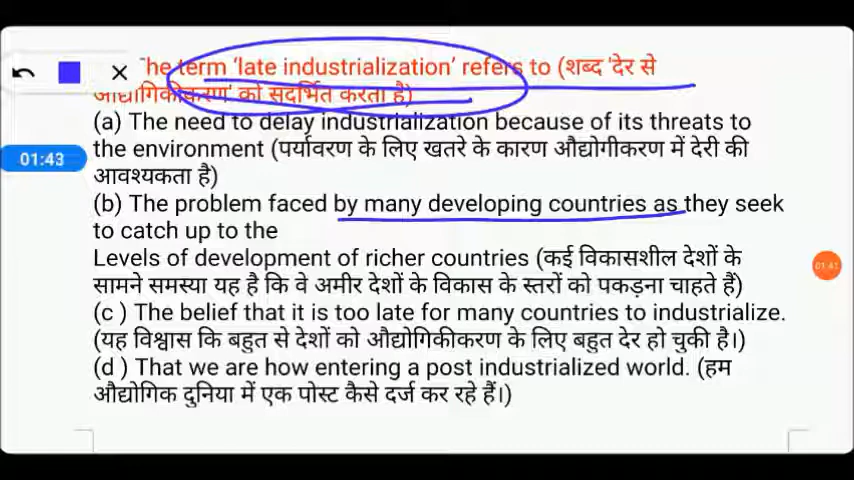 he term ‘late industrialization’ refers to (शब्द 'देर से
औद्योगिकीकरण' को संदर्भित करता है)
(a) The need to delay industrialization because of its threats to
the environment (पर्यावरण के लिए खतरे के कारण औद्योगीकरण में देरी की
आवश्यकता है)
(b) The problem faced by many developing countries as they seek
to catch up to the
Levels of development of richer countries (कई विकासशील देशों के
सामने समस्या यह है कि वे अमीर देशों के विकास के स्तरों को पकड़ना चाहते हैं)
(c ) The belief that it is too late for many countries to industrialize.
(यह विश्वास कि बहुत से देशों को औद्योगिकीकरण के लिए बहुत देर हो चुकी है।)
(d ) That we are how entering a post industrialized world. (हम
औद्योगिक दुनिया में एक पोस्ट कैसे दर्ज कर रहे हैं।)
01:43
01:41